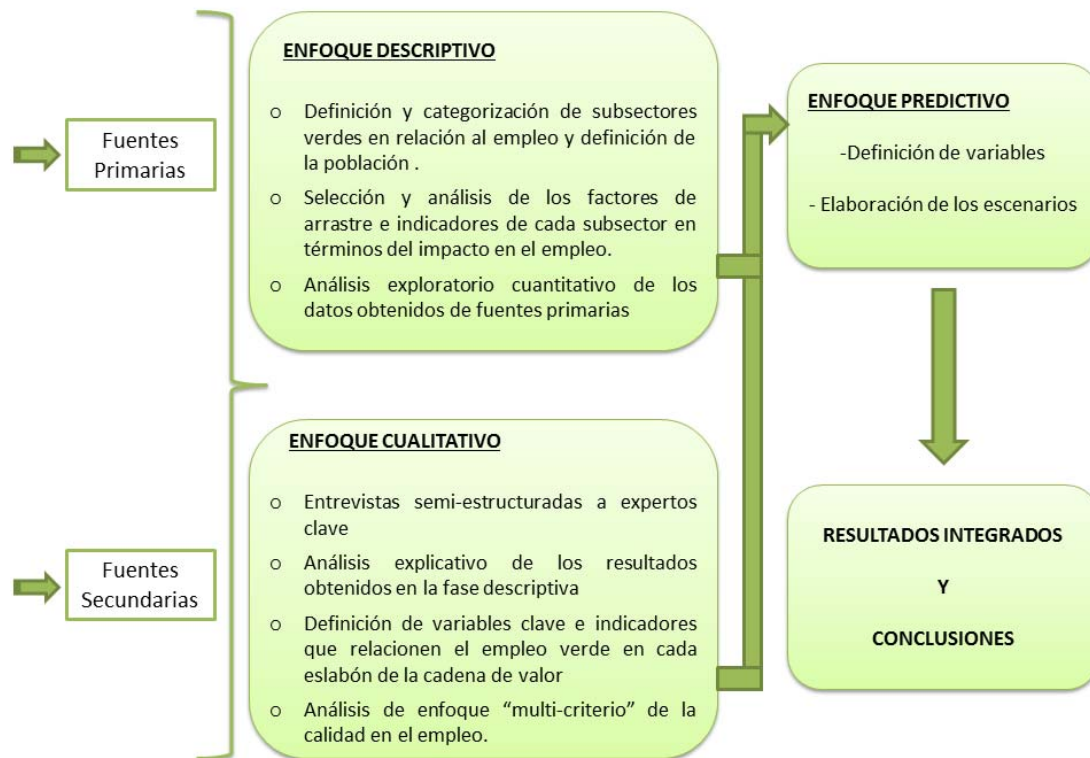 Fuentes
Primarias
Fuentes
Secundarias
ENFOQUE DESCRIPTIVO
o Definición y categorización de subsectores
verdes en relación al empleo y definición de
la población .
o Selección y análisis de los factores de
arrastre e indicadores de cada subsector en
términos del impacto en el empleo.
o Análisis exploratorio cuantitativo de los
datos obtenidos de fuentes primarias
ENFOQUE CUALITATIVO
o Entrevistas semi-estructuradas a expertos
clave
o Análisis explicativo de los resultados
obtenidos en la fase descriptiva
o Definición de variables clave e indicadores
que relacionen el empleo verde en cada
eslabón de la cadena de valor
o Análisis de enfoque “multi-criterio” de la
calidad en el empleo.
ENFOQUE PREDICTIVO
-Definición de variables
- Elaboración de los escenarios
RESULTADOS INTEGRADOS
Y
CONCLUSIONES